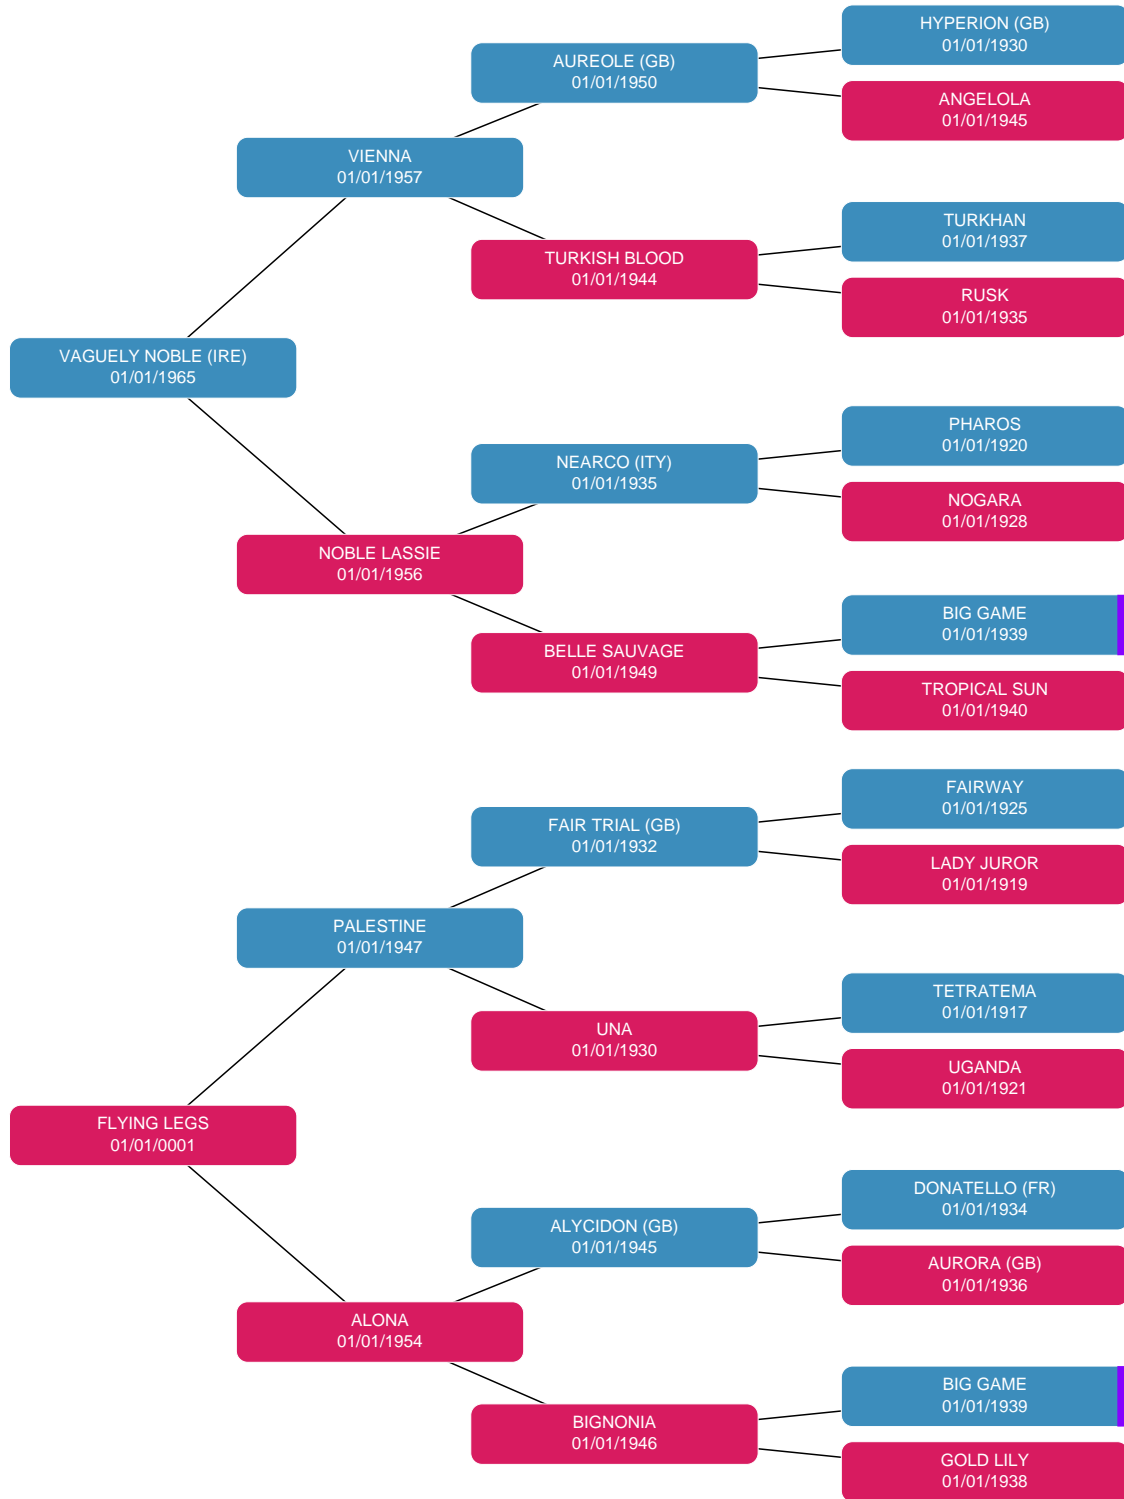 HYPERION (GB)
01/01/1930
AUREOLE (GB)
01/01/1950
ANGELOLA
01/01/1945
VIENNA
01/01/1957
TURKHAN
01/01/1937
TURKISH BLOOD
01/01/1944
RUSK
01/01/1935
VAGUELY NOBLE (IRE)
01/01/1965
PHAROS
01/01/1920
NEARCO (ITY)
01/01/1935
NOGARA
01/01/1928
NOBLE LASSIE
01/01/1956
BIG GAME
01/01/1939
BELLE SAUVAGE
01/01/1949
TROPICAL SUN
01/01/1940
FAIRWAY
01/01/1925
FAIR TRIAL (GB)
01/01/1932
LADY JUROR
01/01/1919
PALESTINE
01/01/1947
TETRATEMA
01/01/1917
UNA
01/01/1930
UGANDA
01/01/1921
FLYING LEGS
01/01/0001
DONATELLO (FR)
01/01/1934
ALYCIDON (GB)
01/01/1945
AURORA (GB)
01/01/1936
ALONA
01/01/1954
BIG GAME
01/01/1939
BIGNONIA
01/01/1946
GOLD LILY
01/01/1938